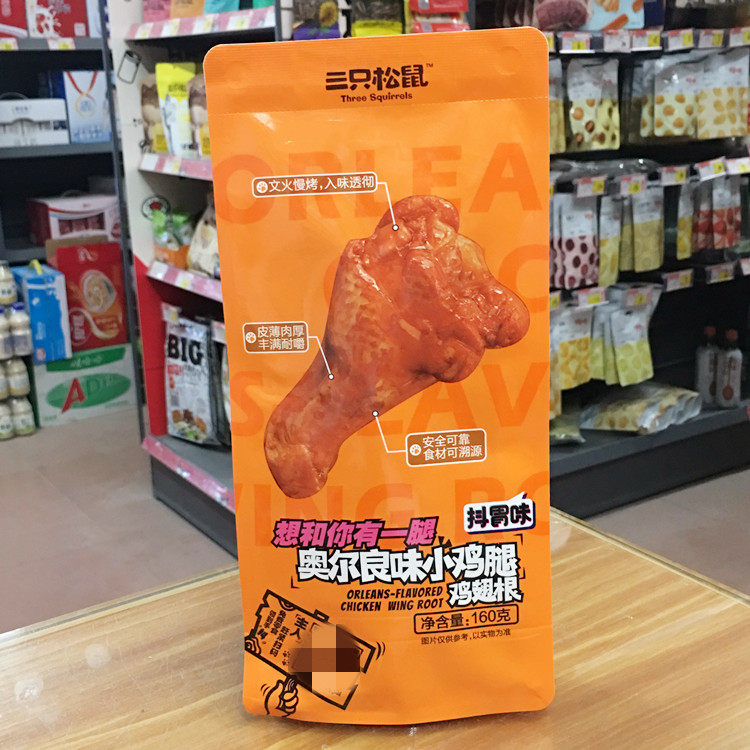 三只松鼠™
Three Squirrels
文火慢烤,入味透彻
皮薄肉厚
丰满耐嚼
安全可靠
食材可溯源
想和你有一腿
抖胃味
奥尔良味小鸡腿
ORLEANS-FLAVORED
CHICKEN WING ROOT
鸡翅根
净含量:160克
图片仅供参考,以实物为准
主人
BIG